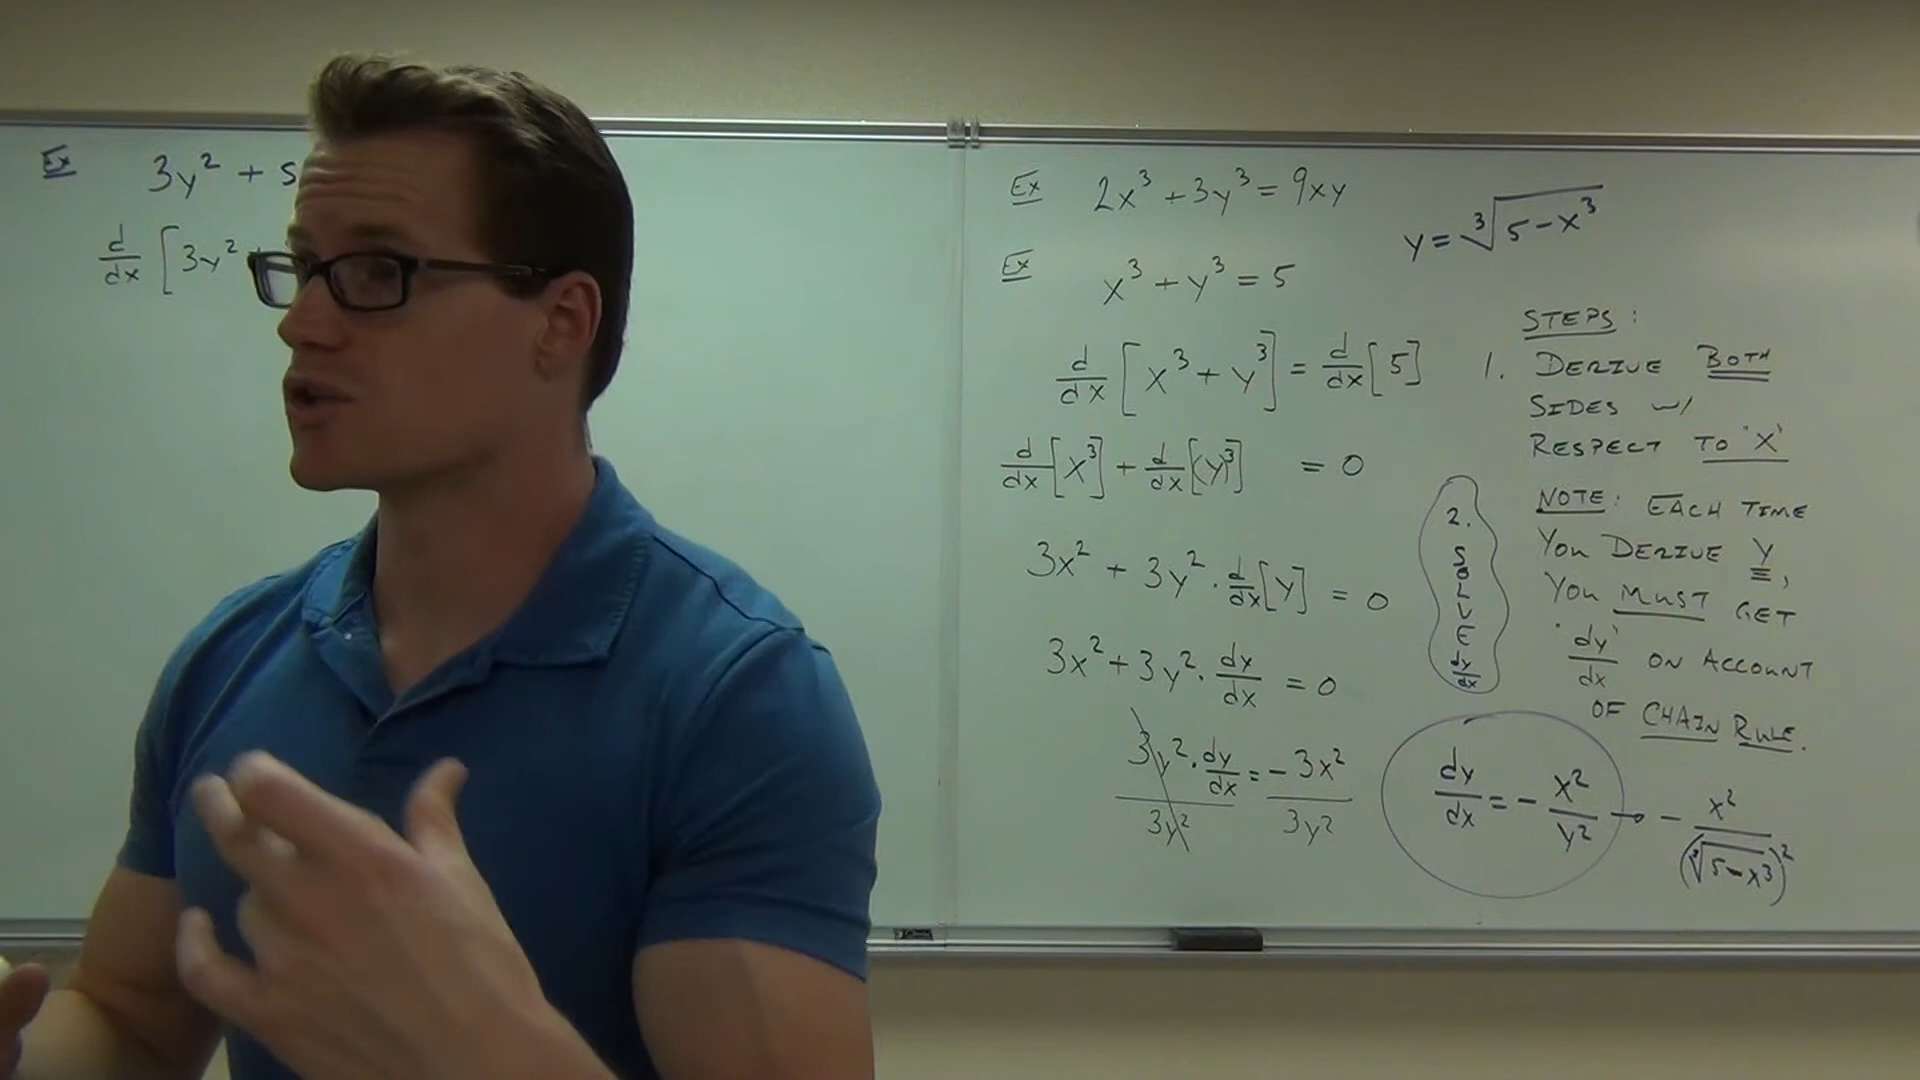 Ex 3y² + s
d/dx [3y²
Ex 2x³ + 3y³ = 9xy
y = ∛(5-x³)
Ex x³ + y³ = 5
d/dx [x³ + y³] = d/dx [5]
d/dx [x³] + d/dx [(y)³] = 0
3x² + 3y² · d/dx [y] = 0
3x² + 3y² · dy/dx = 0
3y² · dy/dx / 3y² = -3x² / 3y²
STEPS:
1. DERIVE BOTH
SIDES w/
RESPECT TO "X"
NOTE: EACH TIME
YOU DERIVE Y,
YOU MUST GET
"dy/dx" ON ACCOUNT
OF CHAIN RULE.
2.
S
O
L
V
E
dy/dx
dy/dx = - x²/y² → - x²/(∛(5-x³))²